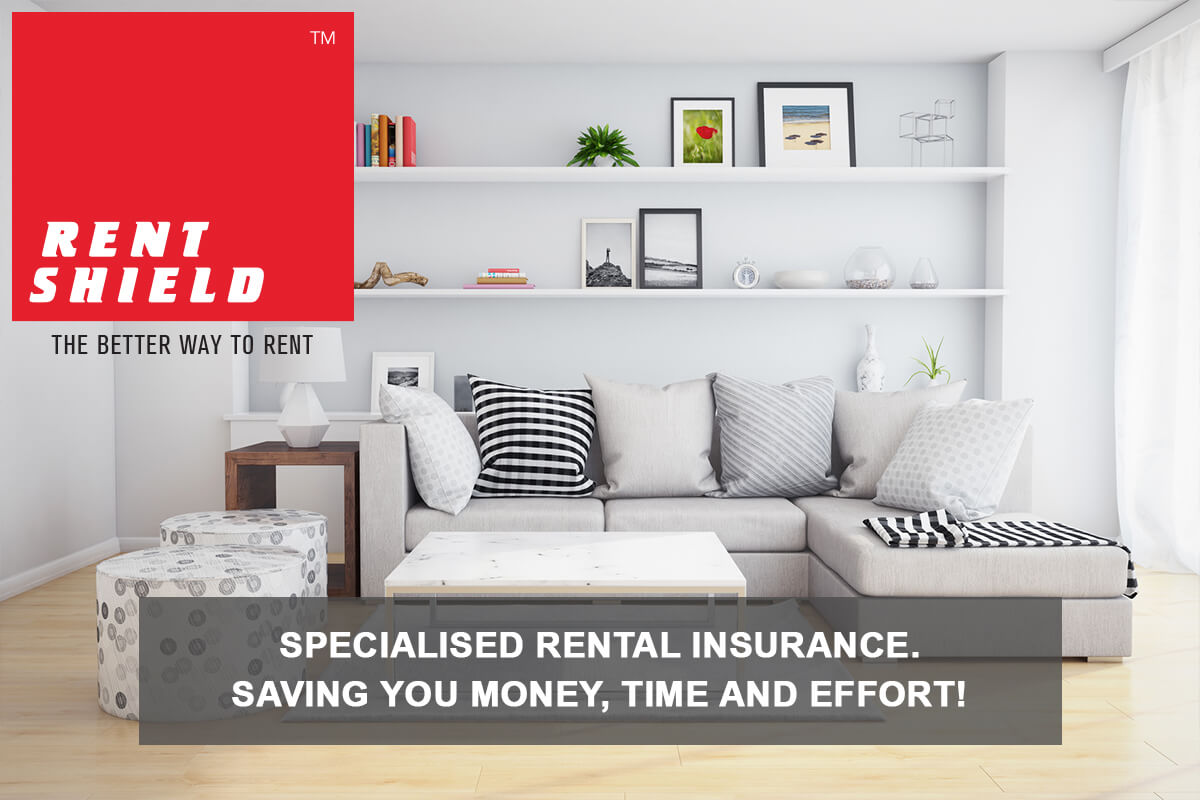 TM
RENT
SHIELD
THE BETTER WAY TO RENT
SPECIALISED RENTAL INSURANCE.
SAVING YOU MONEY, TIME AND EFFORT!